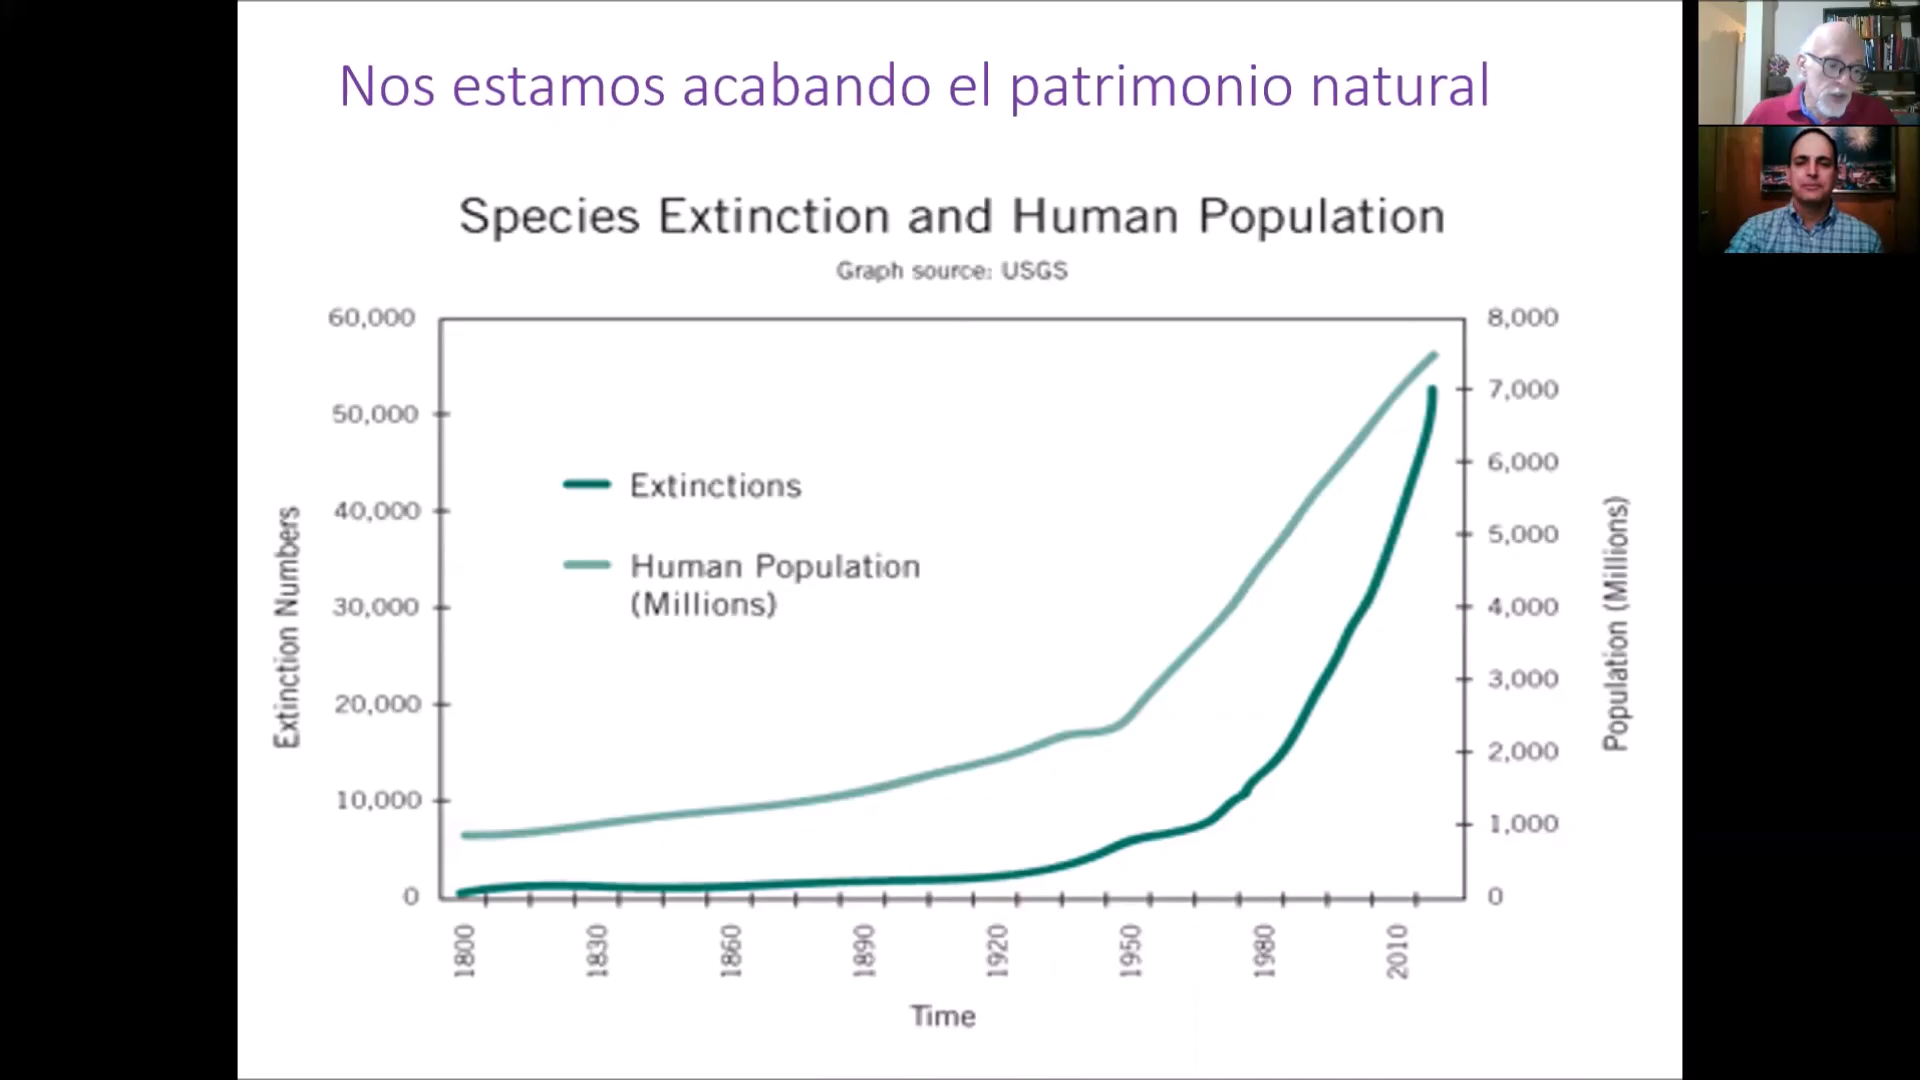 Nos estamos acabando el patrimonio natural
Species Extinction and Human Population
Graph source: USGS
60,000
50,000
40,000
30,000
20,000
10,000
0
Extinction Numbers
Extinctions
Human Population
(Millions)
8,000
7,000
6,000
5,000
4,000
3,000
2,000
1,000
0
Population (Millions)
1800
1830
1860
1890
1920
1950
1980
2010
Time